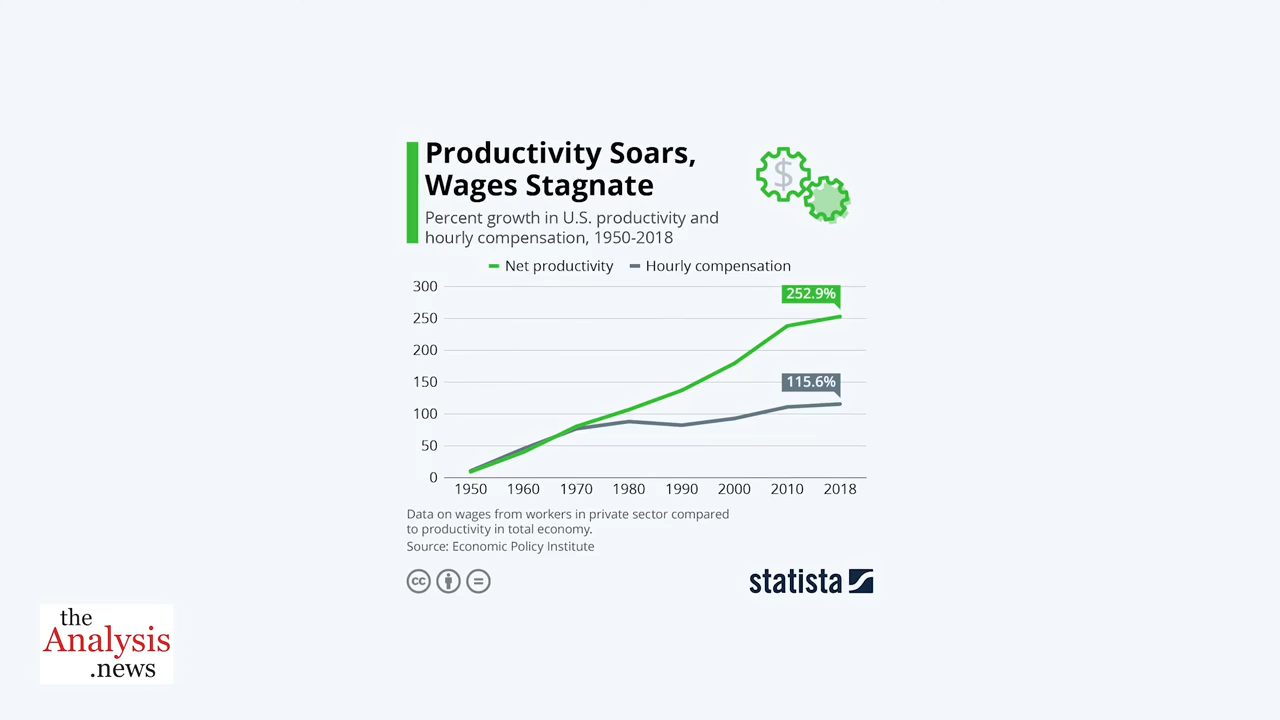 Productivity Soars,
Wages Stagnate
$
Percent growth in U.S. productivity and
hourly compensation, 1950-2018
Net productivity Hourly compensation
300
252.9%
250
200
150
115.6%
100
50
0
1950 1960 1970 1980 1990 2000 2010 2018
Data on wages from workers in private sector compared
to productivity in total economy.
Source: Economic Policy Institute
cc =
statista
the
Analysis
.news